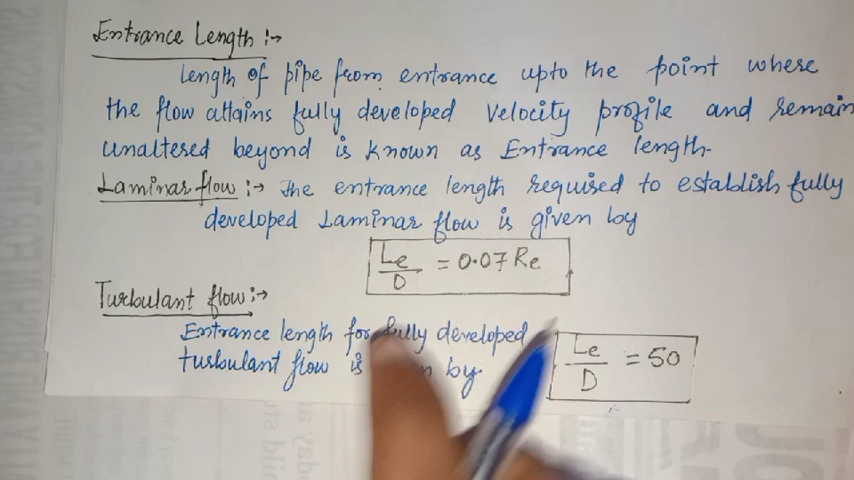 Entrance Length :→
Length of pipe from entrance upto the point where
the flow attains fully developed velocity profile and remain
unaltered beyond is known as Entrance length.
Laminar flow :→ The entrance length required to establish fully
developed Laminar flow is given by
Le/D = 0.07 Re
Turbulant flow :→
Entrance length for fully developed
turbulant flow is by
Le/D = 50